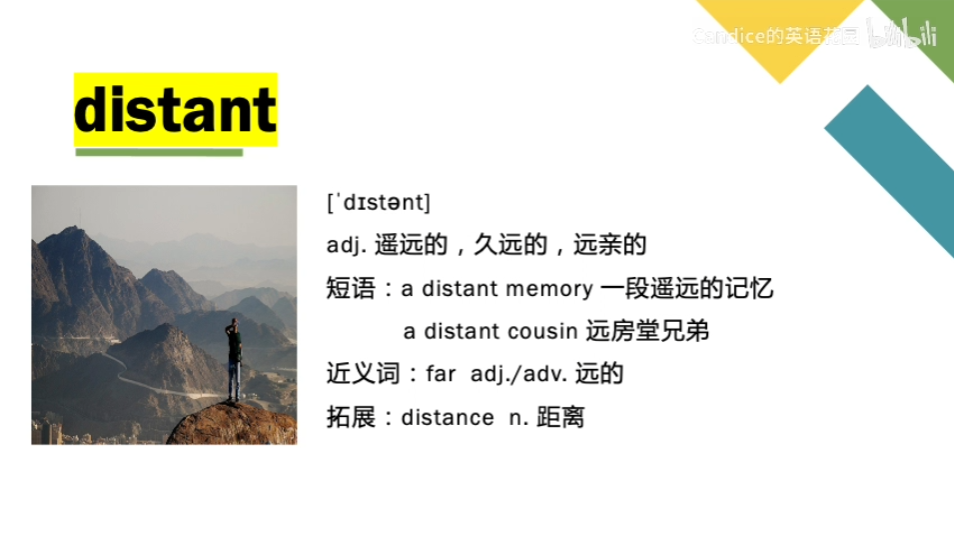 Candice的英语花园 bilibili
distant
[ˈdɪstənt]
adj. 遥远的，久远的，远亲的
短语：a distant memory 一段遥远的记忆
a distant cousin 远房堂兄弟
近义词：far adj./adv. 远的
拓展：distance n. 距离